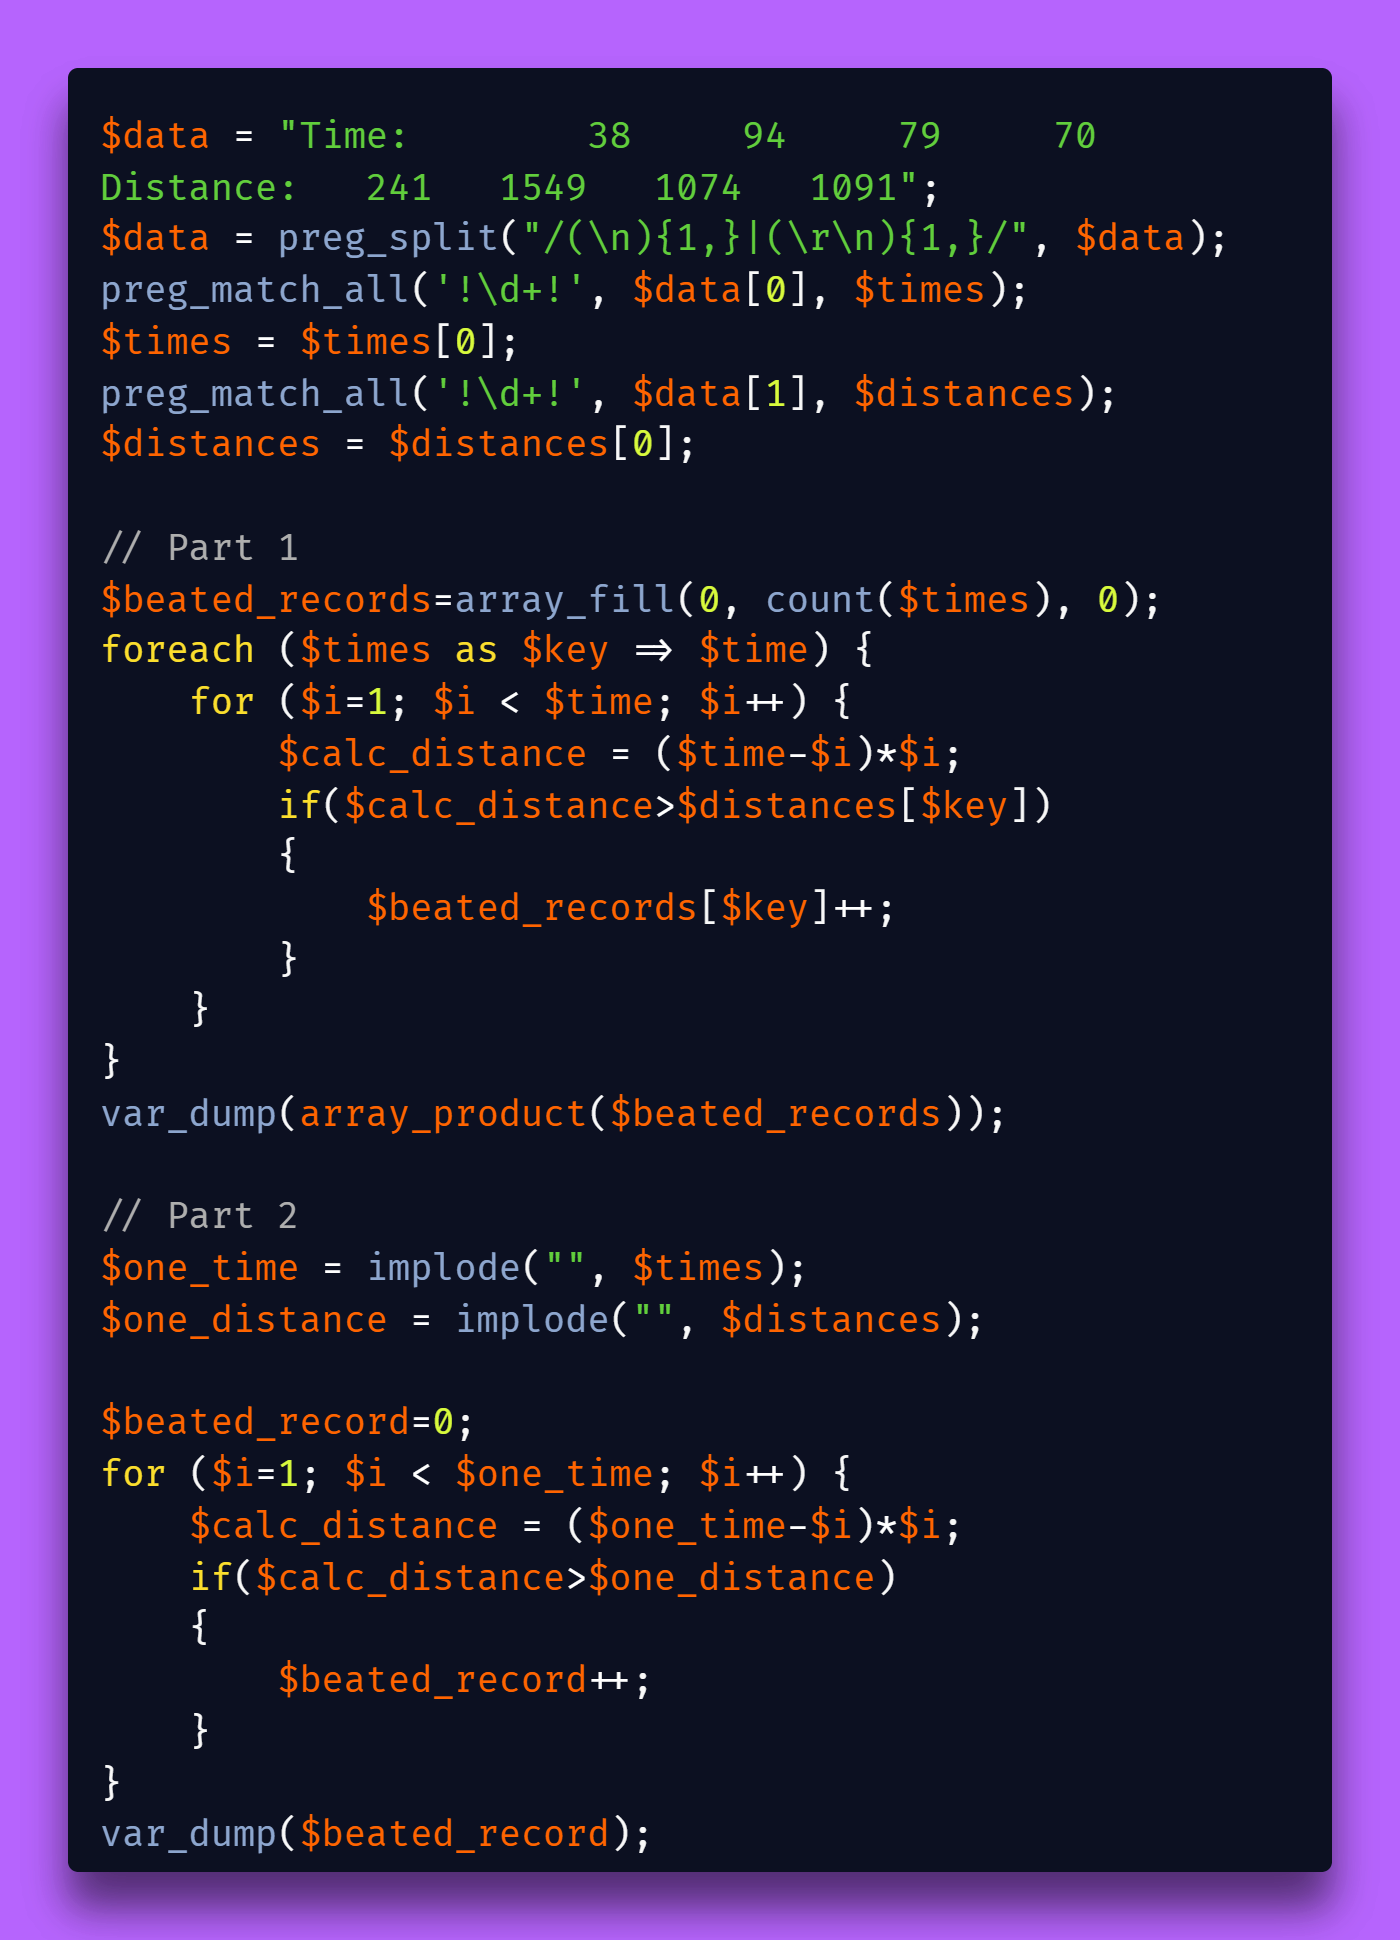 $data = "Time:        38     94     79     70
Distance:   241   1549   1074   1091";
$data = preg_split("/(\n){1,}|(\r\n){1,}/", $data);
preg_match_all('!\d+!', $data[0], $times);
$times = $times[0];
preg_match_all('!\d+!', $data[1], $distances);
$distances = $distances[0];

// Part 1
$beated_records=array_fill(0, count($times), 0);
foreach ($times as $key => $time) {
    for ($i=1; $i < $time; $i++) {
        $calc_distance = ($time-$i)*$i;
        if($calc_distance>$distances[$key])
        {
            $beated_records[$key]++;
        }
    }
}
var_dump(array_product($beated_records));

// Part 2
$one_time = implode("", $times);
$one_distance = implode("", $distances);

$beated_record=0;
for ($i=1; $i < $one_time; $i++) {
    $calc_distance = ($one_time-$i)*$i;
    if($calc_distance>$one_distance)
    {
        $beated_record++;
    }
}
var_dump($beated_record);